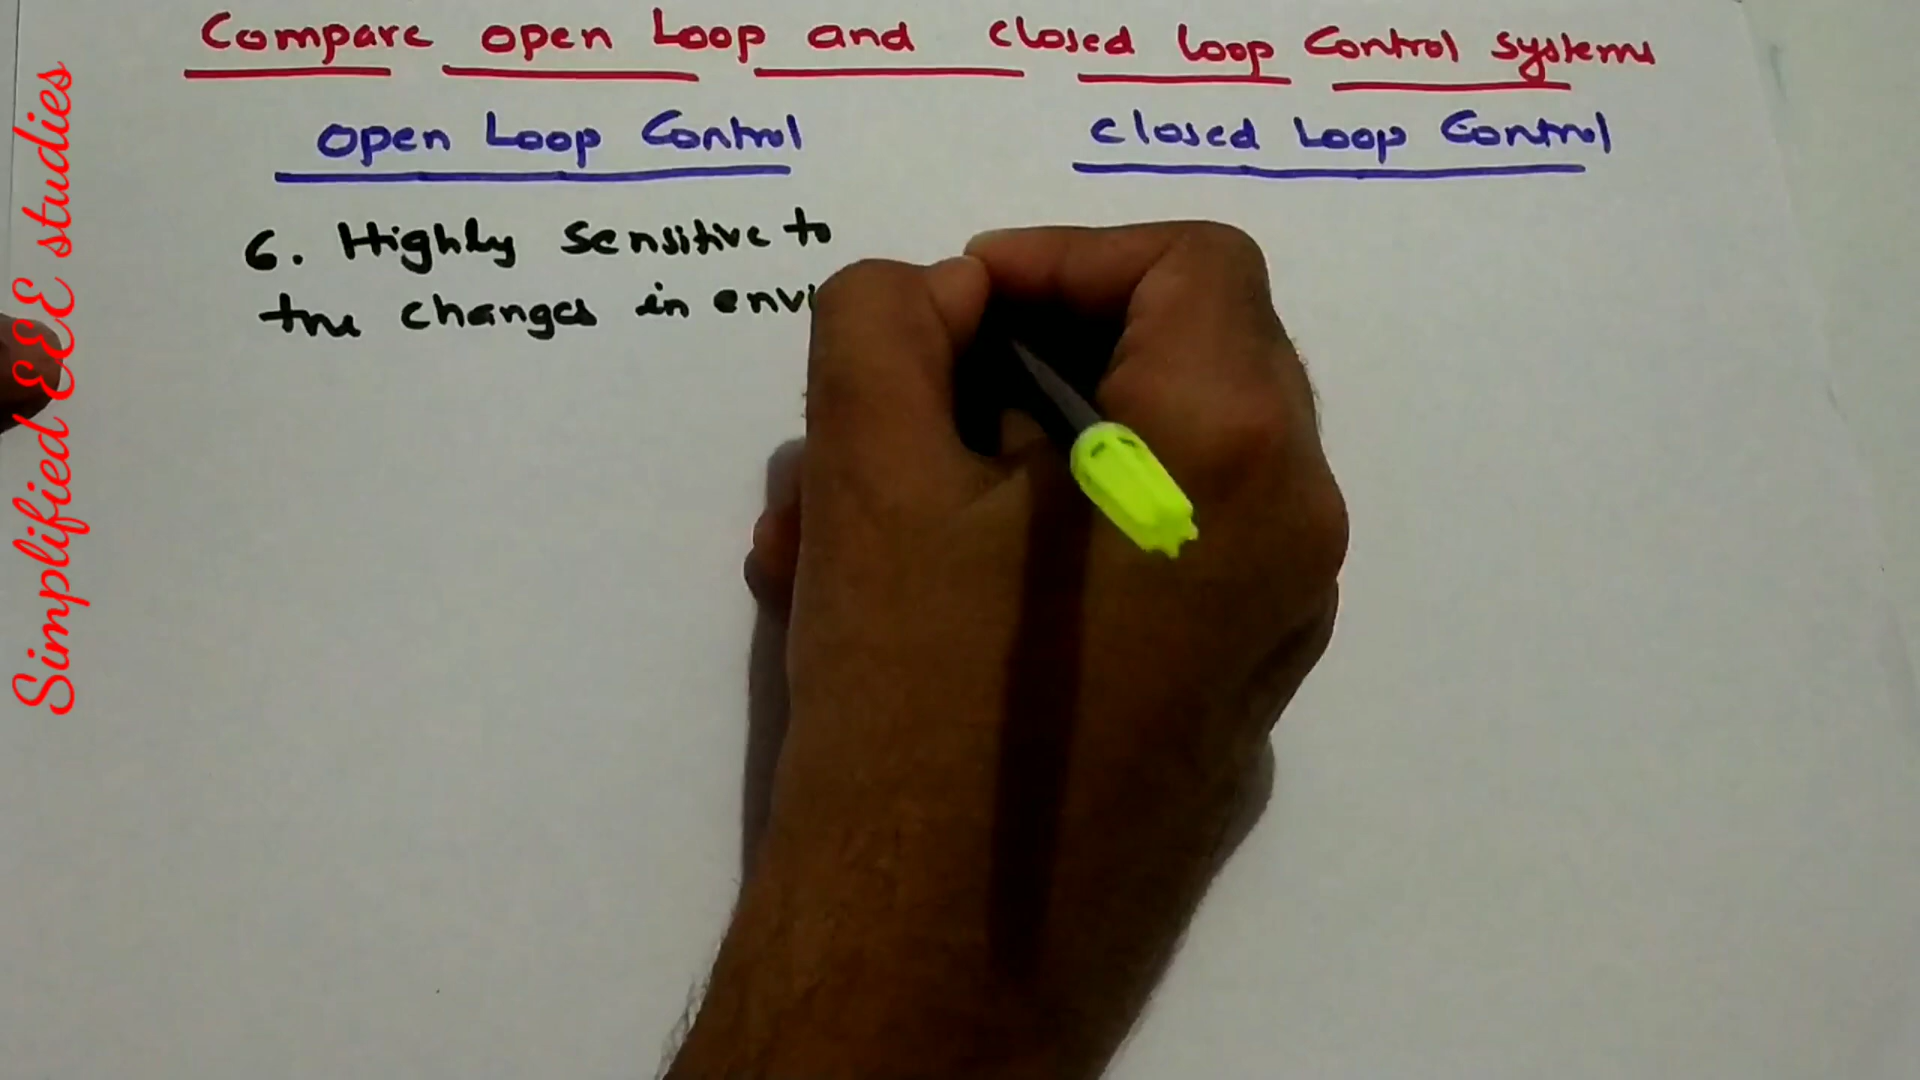 Compare open Loop and closed loop Control systems
open Loop Control
closed Loop Control
6. Highly sensitive to
the changes in
Simplified EEE studies